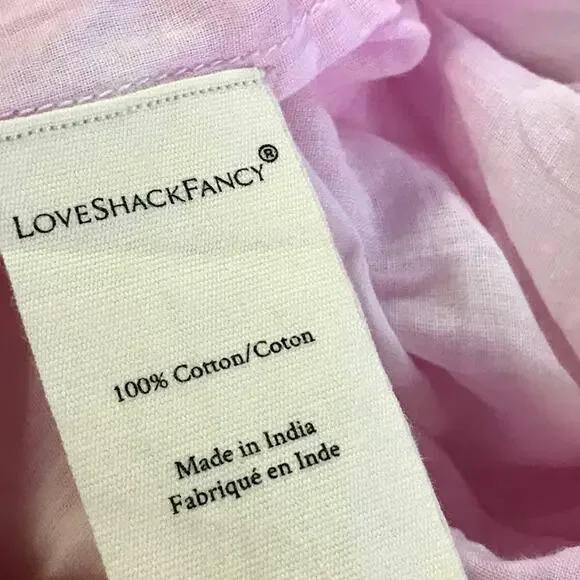 LOVESHACKFANCY®
100% Cotton/Coton
Made in India
Fabriqué en Inde